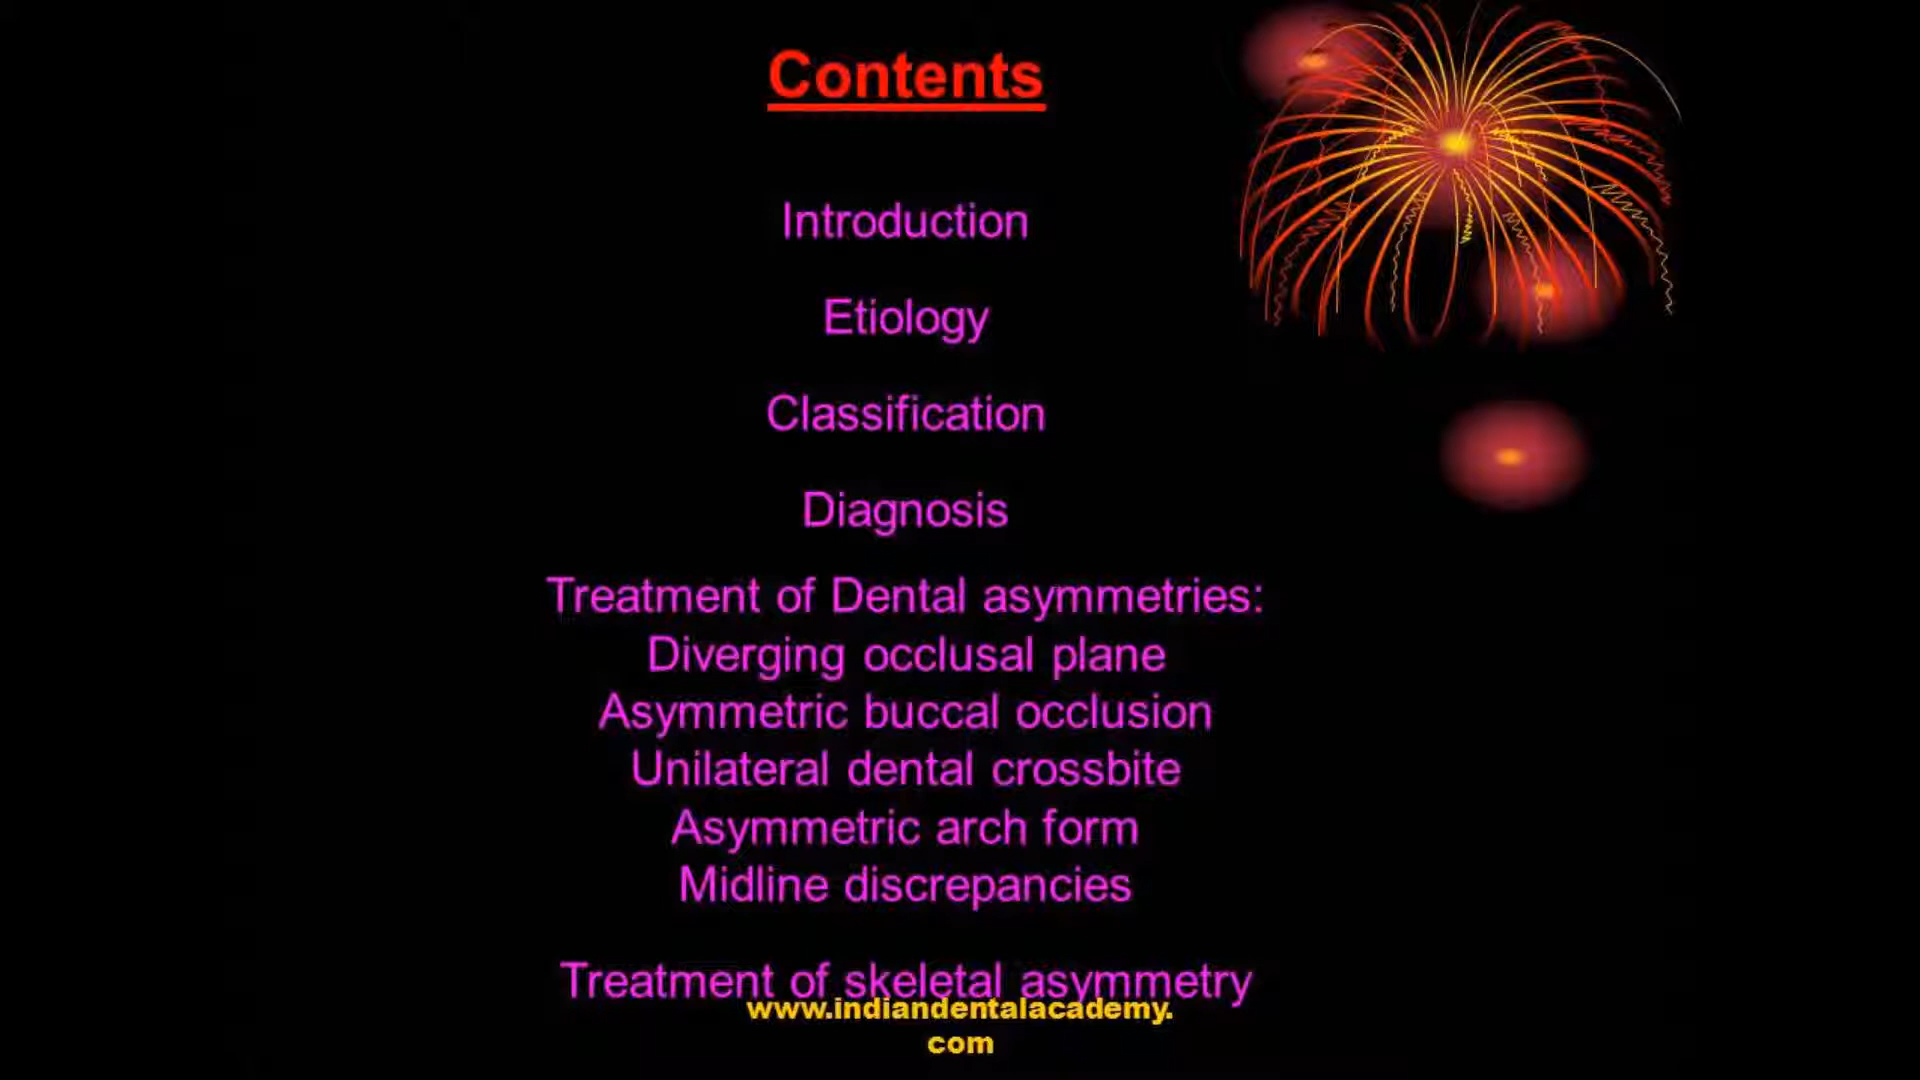 Contents
Introduction
Etiology
Classification
Diagnosis
Treatment of Dental asymmetries:
Diverging occlusal plane
Asymmetric buccal occlusion
Unilateral dental crossbite
Asymmetric arch form
Midline discrepancies
Treatment of skeletal asymmetry
www.indiandentalacademy.
com